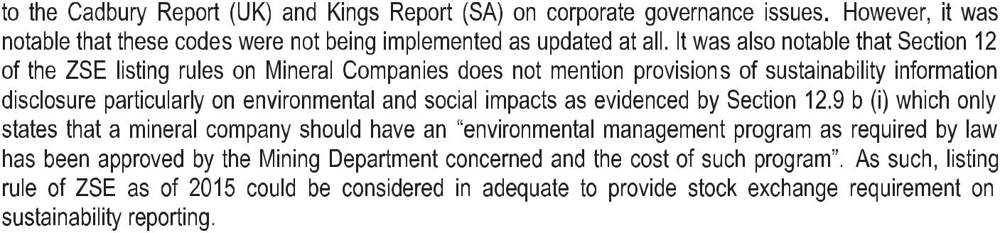 to the Cadbury Report (UK) and Kings Report (SA) on corporate governance issues. However, it was
notable that these codes were not being implemented as updated at all. It was also notable that Section 12
of the ZSE listing rules on Mineral Companies does not mention provisions of sustainability information
disclosure particularly on environmental and social impacts as evidenced by Section 12.9 b (i) which only
states that a mineral company should have an “environmental management program as required by law
has been approved by the Mining Department concerned and the cost of such program”. As such, listing
rule of ZSE as of 2015 could be considered in adequate to provide stock exchange requirement on
sustainability reporting.